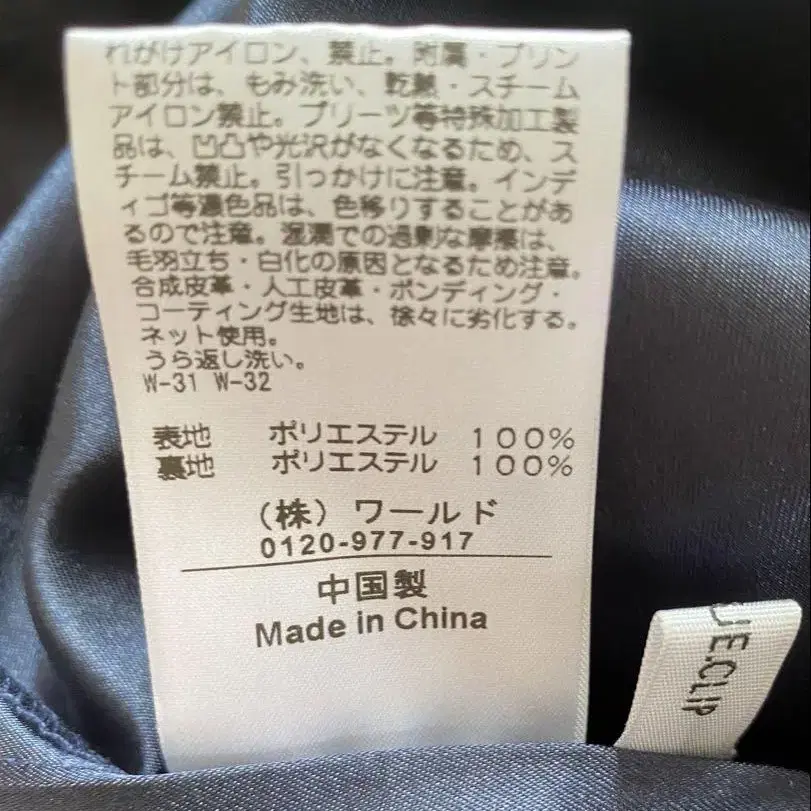 れがけアイロン、禁止。附属・プリン
ト部分は、もみ洗い、乾熱・スチーム
アイロン禁止。プリーツ等特殊加工製
品は、凹凸や光沢がなくなるため、ス
チーム禁止。引っかけに注意。インデ
ィゴ等濃色品は、色移りすることがあ
るので注意。湿潤での過剰な摩擦は、
毛羽立ち・白化の原因となるため注意。
合成皮革・人工皮革・ボンディング・
コーティング生地は、徐々に劣化する。
ネット使用。
うら返し洗い。
W-31 W-32
表地 ポリエステル 100%
裏地 ポリエステル 100%
(株) ワールド
0120-977-917
中国製
Made in China
UE.CLIP